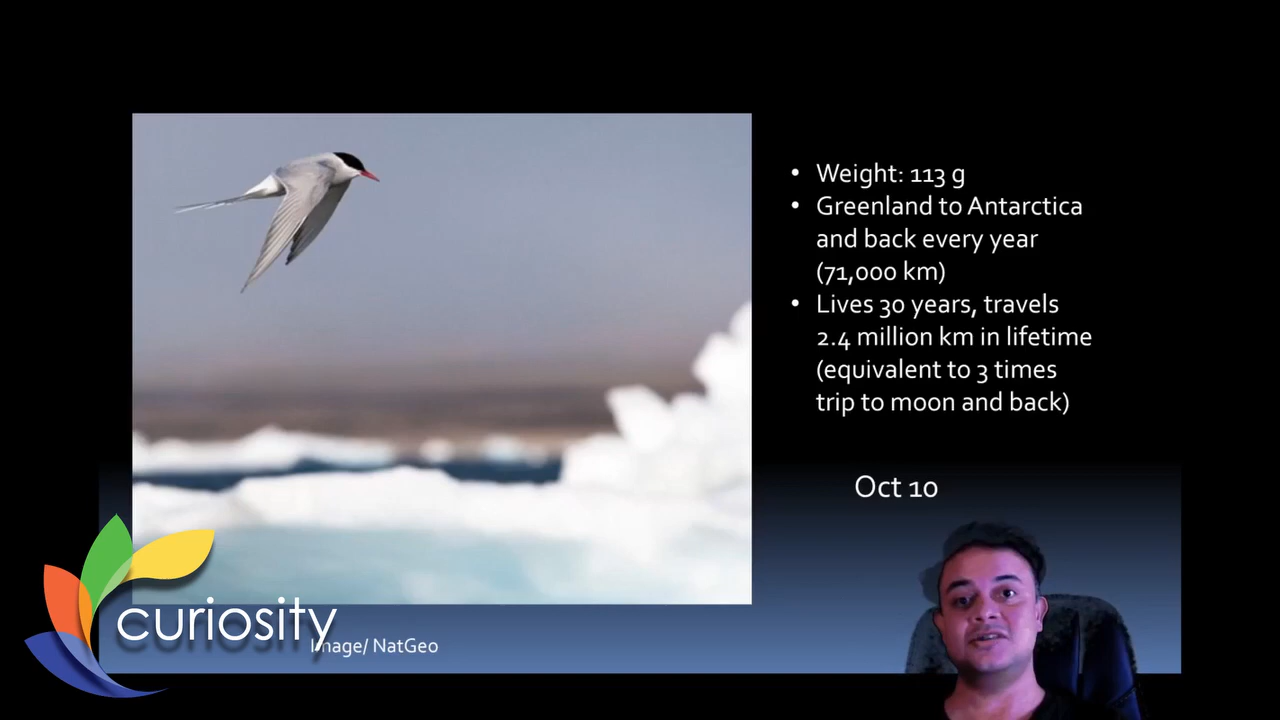 • Weight: 113 g
• Greenland to Antarctica
and back every year
(71,000 km)
• Lives 30 years, travels
2.4 million km in lifetime
(equivalent to 3 times
trip to moon and back)
Oct 10
curiosity
Image/ NatGeo